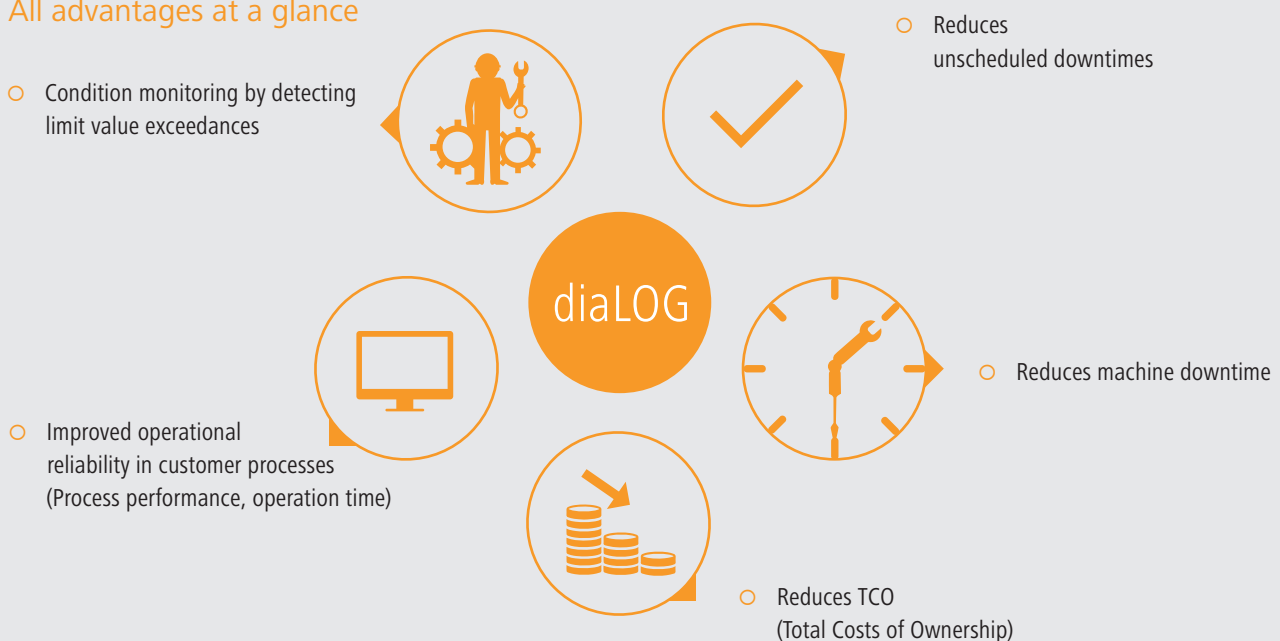 All advantages at a glance
Condition monitoring by detecting
limit value exceedances
Reduces
unscheduled downtimes
diaLOG
Reduces machine downtime
Improved operational
reliability in customer processes
(Process performance, operation time)
Reduces TCO
(Total Costs of Ownership)